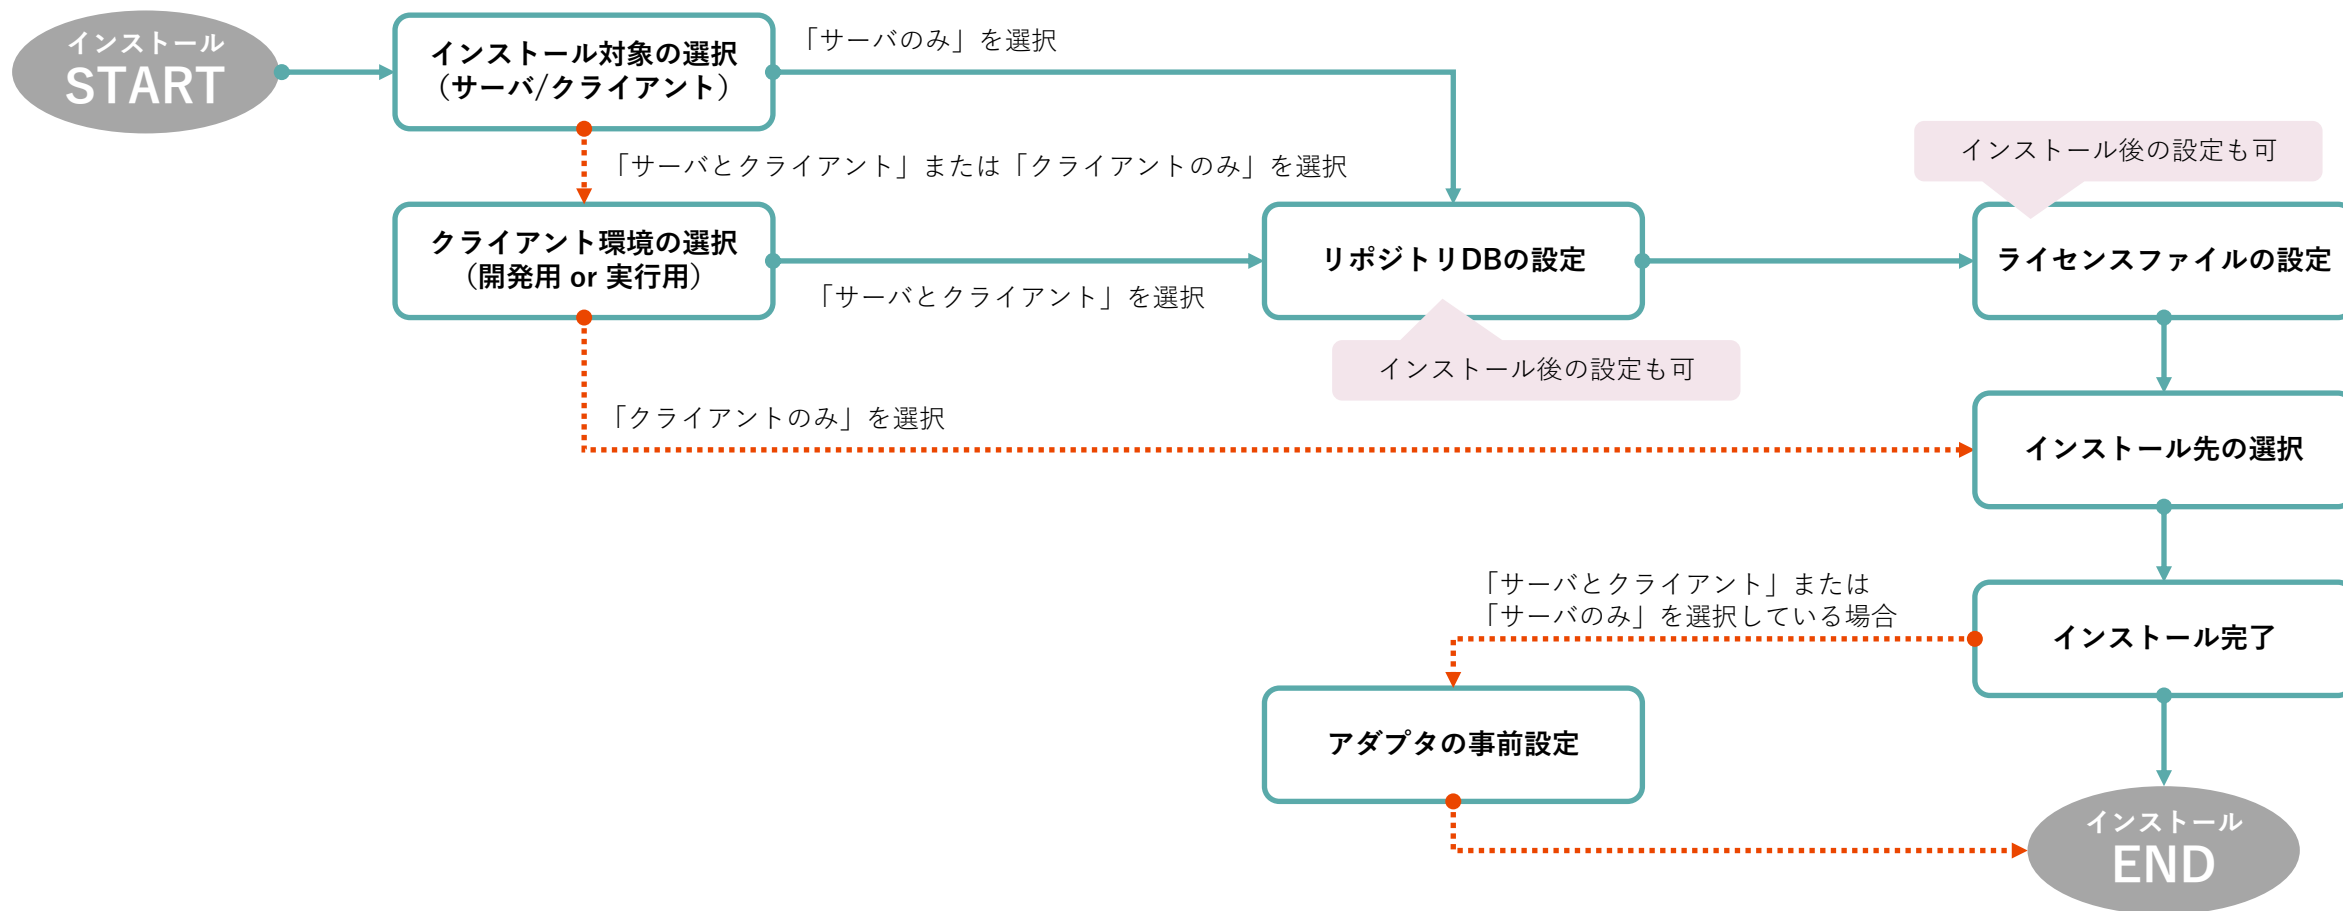 インストール
START
インストール対象の選択
（サーバ/クライアント）
「サーバのみ」を選択
「サーバとクライアント」または「クライアントのみ」を選択
インストール後の設定も可
クライアント環境の選択
（開発用 or 実行用）
「サーバとクライアント」を選択
リポジトリDBの設定
ライセンスファイルの設定
インストール後の設定も可
「クライアントのみ」を選択
インストール先の選択
「サーバとクライアント」または
「サーバのみ」を選択している場合
インストール完了
アダプタの事前設定
インストール
END